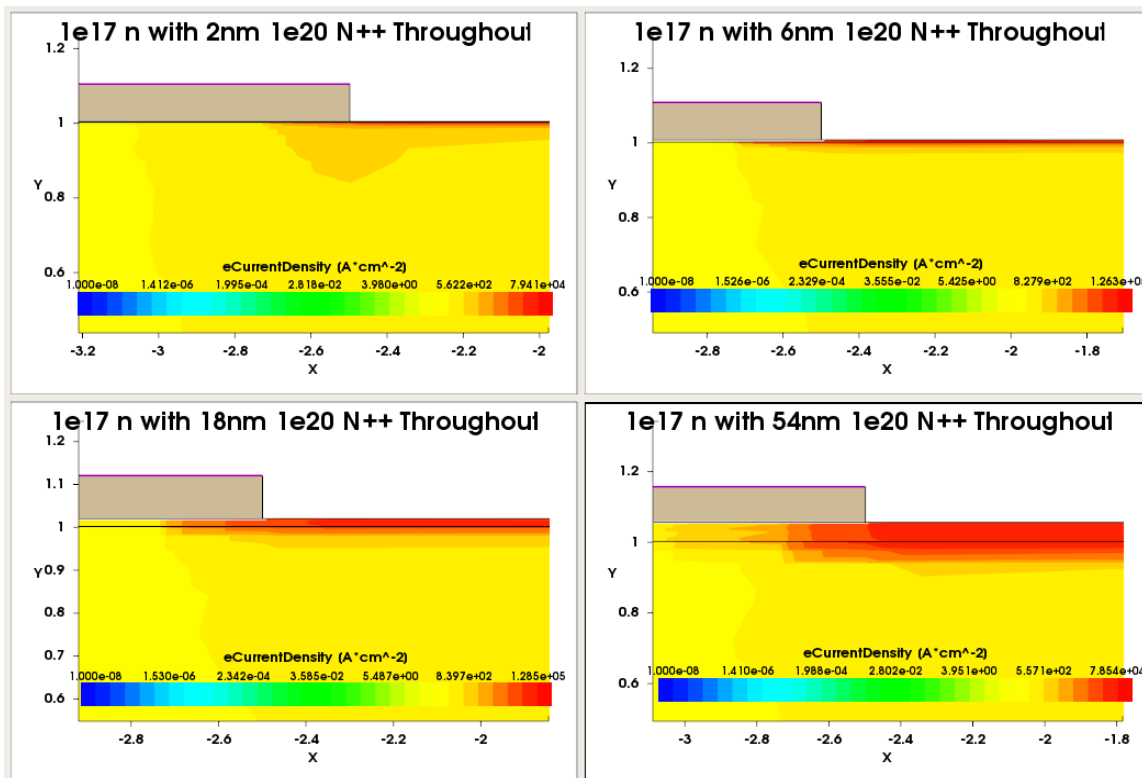 1e17 n with 2nm 1e20 N++ Throughout
1.2
1
Y
0.8
0.6
eCurrentDensity (A*cm^-2)
1.000e-08 1.412e-06 1.995e-04 2.818e-02 3.980e+00 5.622e+02 7.941e+04
-3.2 -3 -2.8 -2.6 -2.4 -2.2 -2
X
1e17 n with 6nm 1e20 N++ Throughout
1.2
1
Y
0.8
0.6
eCurrentDensity (A*cm^-2)
1.000e-08 1.526e-06 2.329e-04 3.555e-02 5.425e+00 8.279e+02 1.263e+05
-2.8 -2.6 -2.4 -2.2 -2 -1.8
X
1e17 n with 18nm 1e20 N++ Throughout
1.2
1.1
1
0.9
Y
0.8
0.7
0.6
eCurrentDensity (A*cm^-2)
1.000e-08 1.530e-06 2.342e-04 3.585e-02 5.487e+00 8.397e+02 1.285e+05
-2.8 -2.6 -2.4 -2.2 -2
X
1e17 n with 54nm 1e20 N++ Throughout
1.2
1
Y
0.8
0.6
eCurrentDensity (A*cm^-2)
1.000e-08 1.410e-06 1.988e-04 2.802e-02 3.951e+00 5.571e+02 7.854e+04
-3 -2.8 -2.6 -2.4 -2.2 -2 -1.8
X